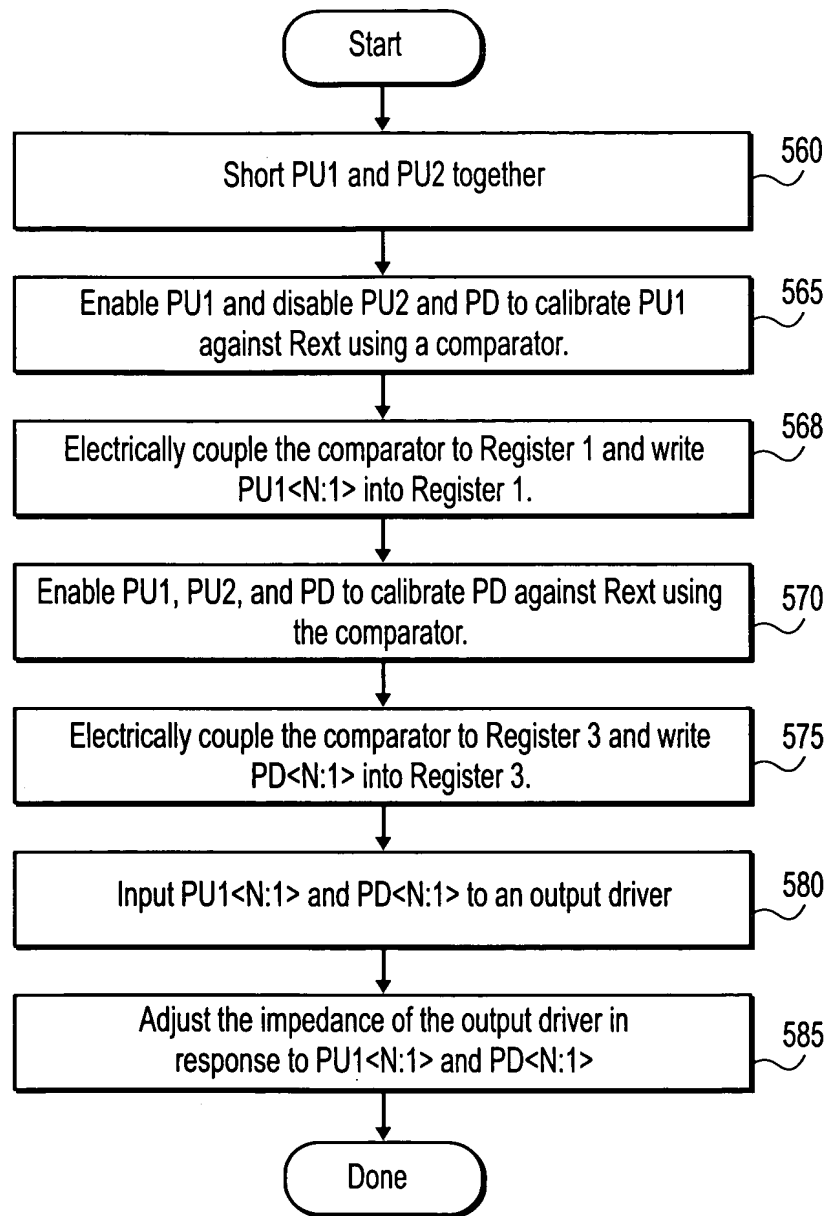 Start
Short PU1 and PU2 together
560
Enable PU1 and disable PU2 and PD to calibrate PU1
against Rext using a comparator.
565
Electrically couple the comparator to Register 1 and write
PU1<N:1> into Register 1.
568
Enable PU1, PU2, and PD to calibrate PD against Rext using
the comparator.
570
Electrically couple the comparator to Register 3 and write
PD<N:1> into Register 3.
575
Input PU1<N:1> and PD<N:1> to an output driver
580
Adjust the impedance of the output driver in
response to PU1<N:1> and PD<N:1>
585
Done